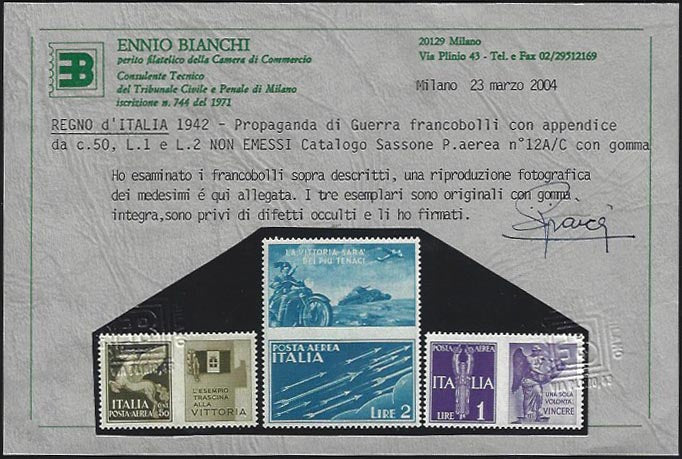 ENNIO BIANCHI
perito filatelico della Camera di Commercio
Consulente Tecnico
del Tribunale Civile e Penale di Milano
iscrizione n. 744 del 1971
20129 Milano
Via Plinio 43 - Tel. e Fax 02/29512169
Milano 23 marzo 2004
REGNO d'ITALIA 1942 - Propaganda di Guerra francobolli con appendice
da c.50, L.1 e L.2 NON EMESSI Catalogo Sassone P.aerea n°12A/C con gomma
Ho esaminato i francobolli sopra descritti, una riproduzione fotografica
dei medesimi é qui allegata. I tre esemplari sono originali con gomma
integra,sono privi di difetti occulti e li ho firmati.
LA VITTORIA SARA'
DEI PIU TENACI
POSTA AEREA
ITALIA
LIRE 2
ITALIA
POSTA-AEREA
50
L'ESEMPIO
TRASCINA
ALLA
VITTORIA
POSTA AEREA
ITALIA
LIRE 1
UNA SOLA
VOLONTÀ:
VINCERE